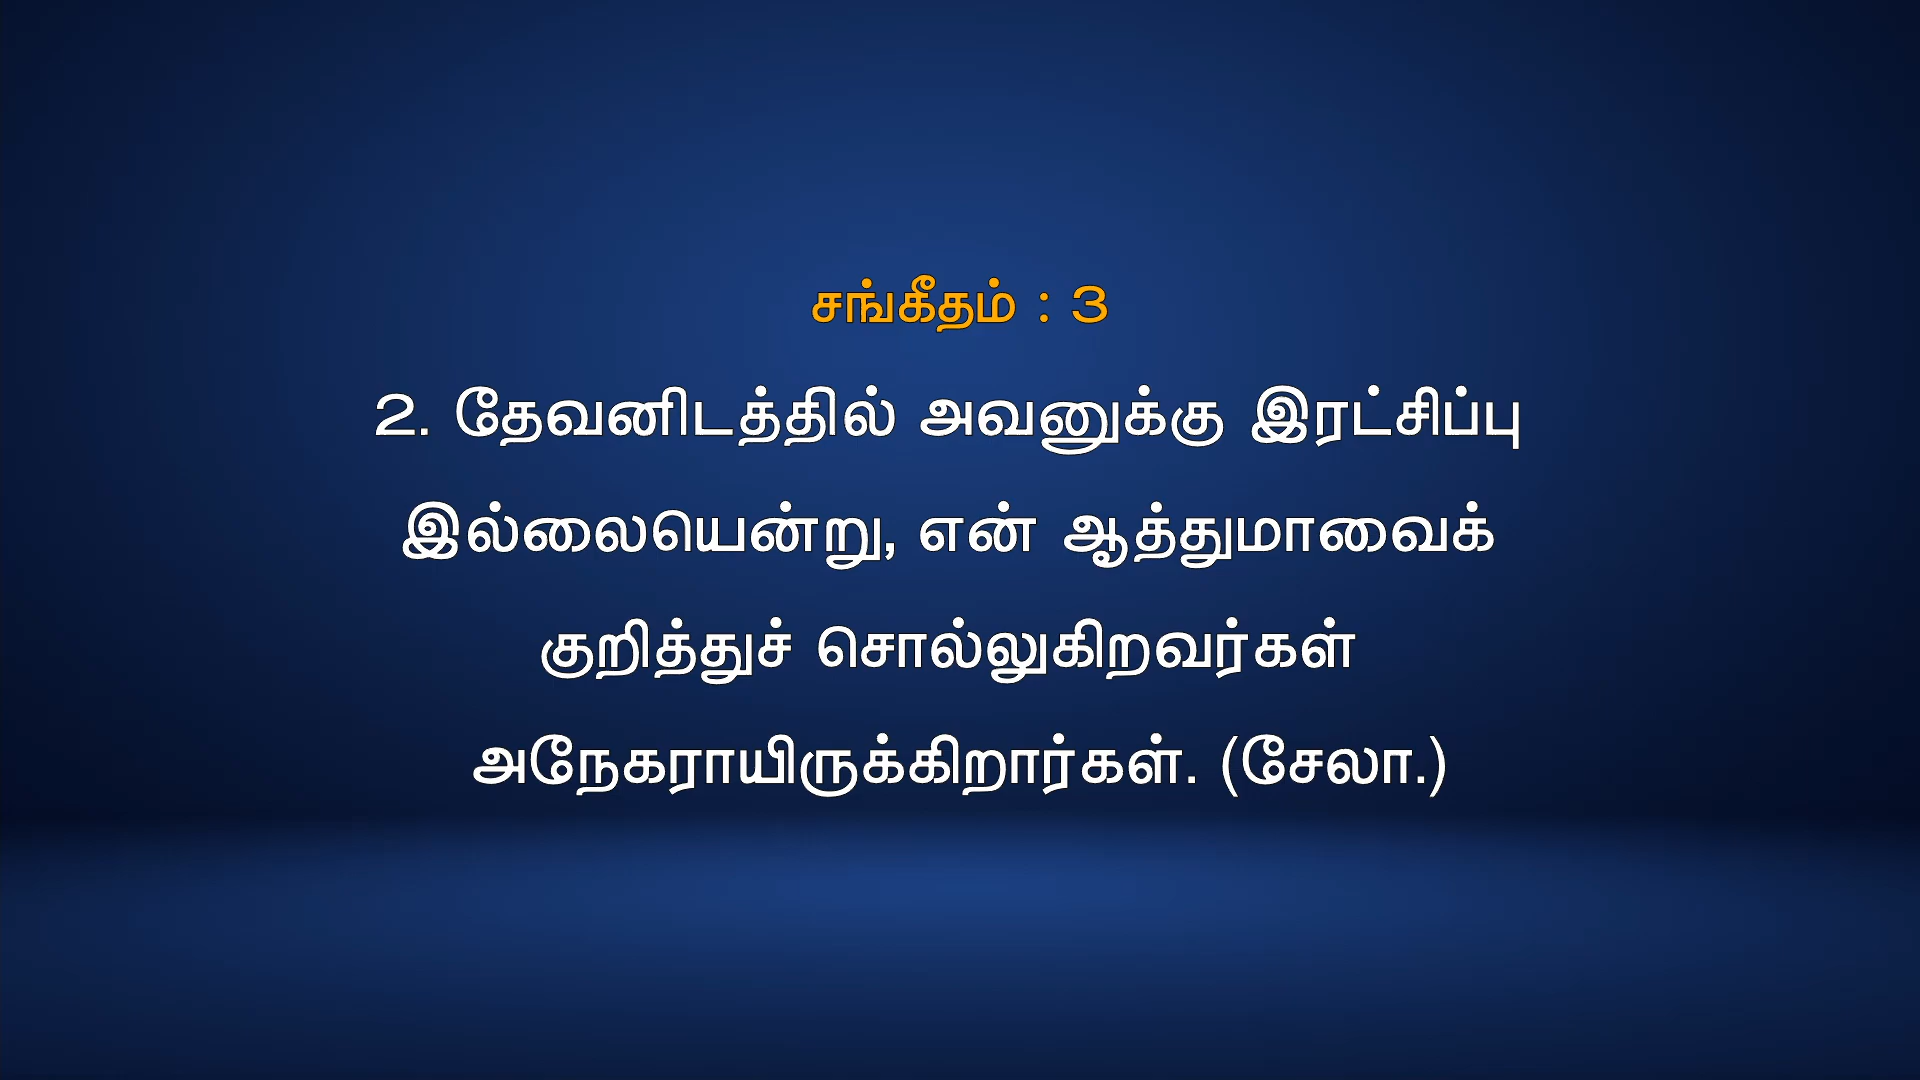 சங்கீதம் : 3
2. தேவனிடத்தில் அவனுக்கு இரட்சிப்பு
இல்லையென்று, என் ஆத்துமாவைக்
குறித்துச் சொல்லுகிறவர்கள்
அநேகராயிருக்கிறார்கள். (சேலா.)